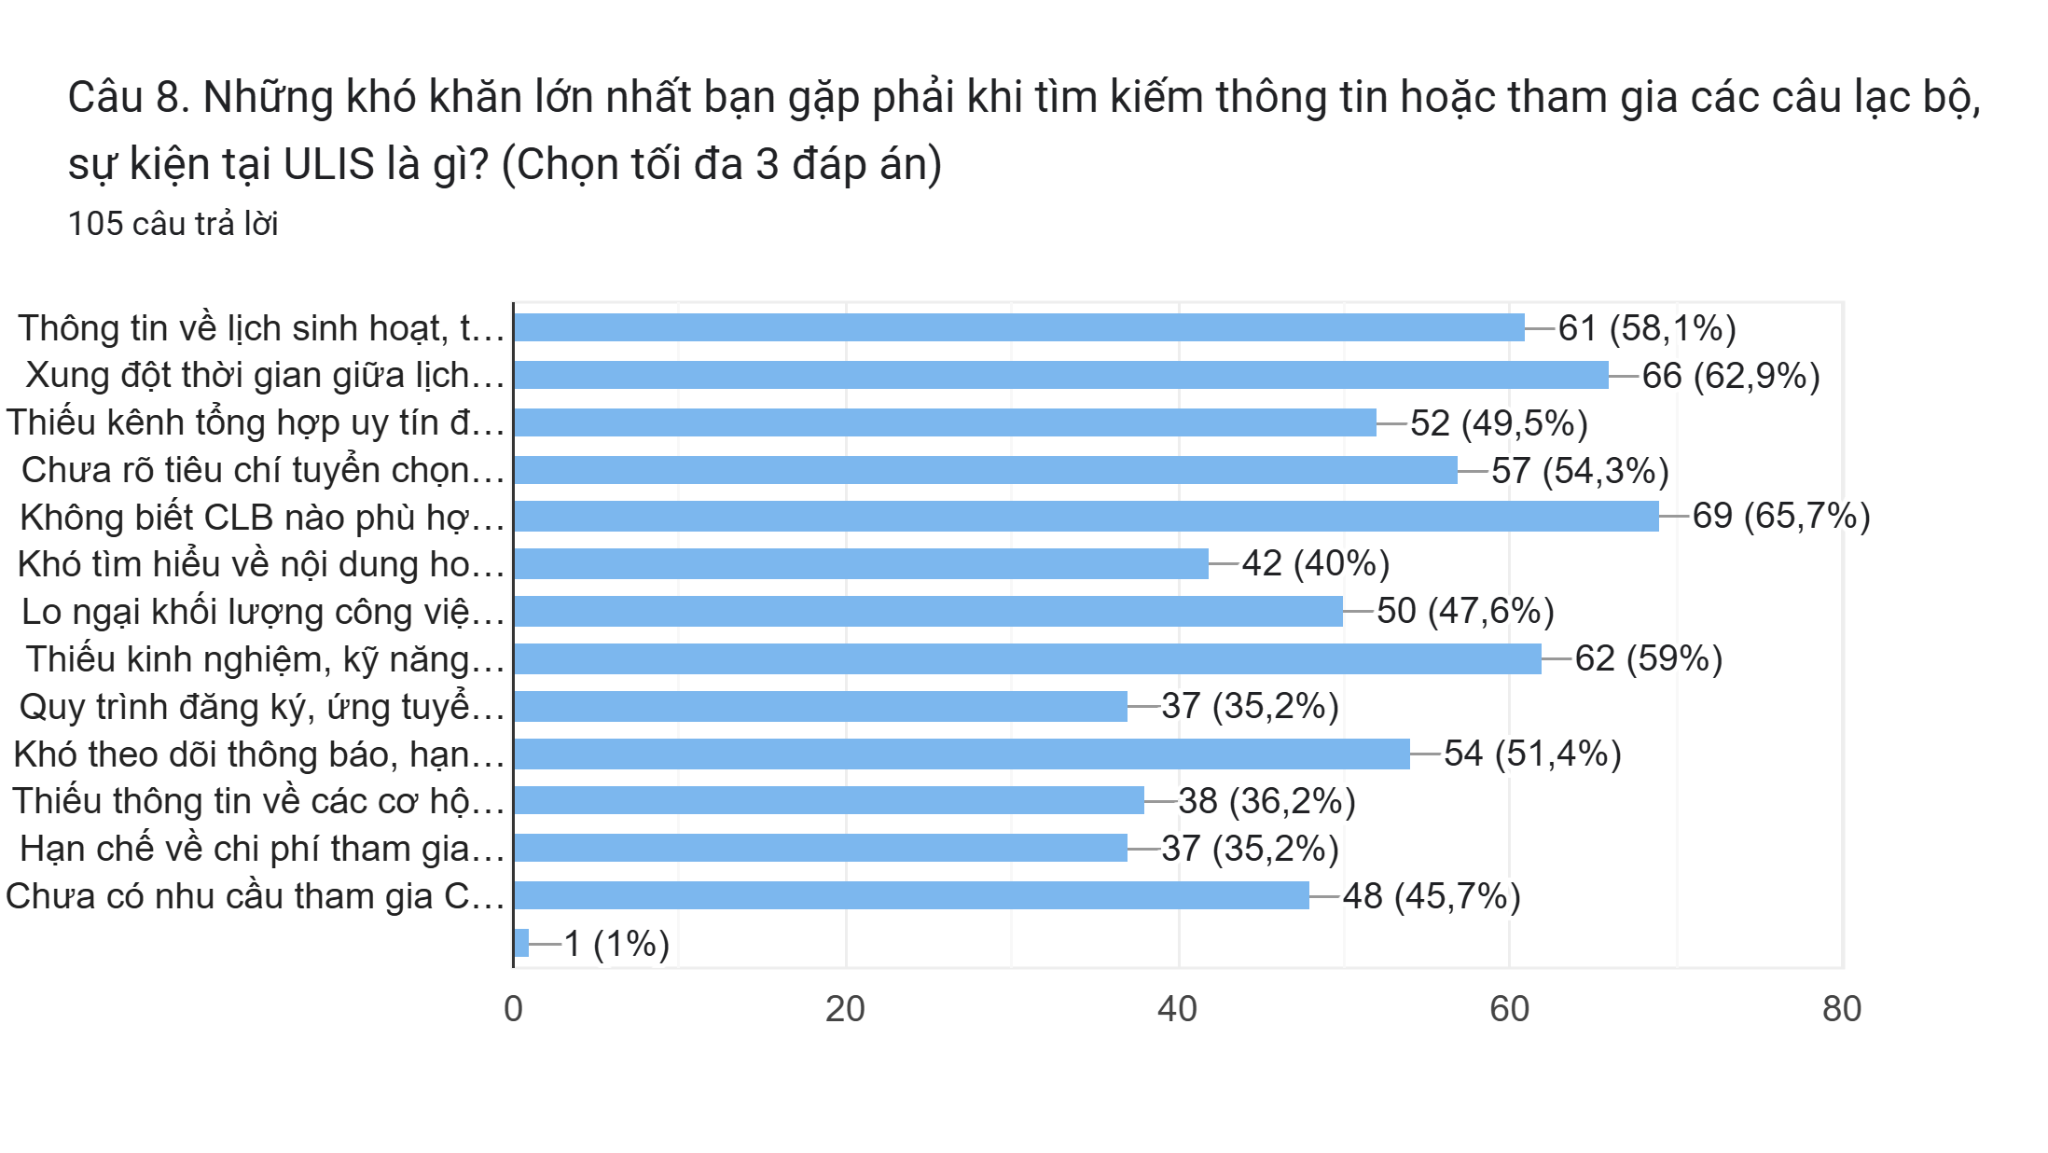 Câu 8. Những khó khăn lớn nhất bạn gặp phải khi tìm kiếm thông tin hoặc tham gia các câu lạc bộ,
sự kiện tại ULIS là gì? (Chọn tối đa 3 đáp án)
105 câu trả lời
Thông tin về lịch sinh hoạt, t... 61 (58,1%)
Xung đột thời gian giữa lịch... 66 (62,9%)
Thiếu kênh tổng hợp uy tín đ... 52 (49,5%)
Chưa rõ tiêu chí tuyển chọn... 57 (54,3%)
Không biết CLB nào phù hợ... 69 (65,7%)
Khó tìm hiểu về nội dung ho... 42 (40%)
Lo ngại khối lượng công việ... 50 (47,6%)
Thiếu kinh nghiệm, kỹ năng... 62 (59%)
Quy trình đăng ký, ứng tuyể... 37 (35,2%)
Khó theo dõi thông báo, hạn... 54 (51,4%)
Thiếu thông tin về các cơ hộ... 38 (36,2%)
Hạn chế về chi phí tham gia... 37 (35,2%)
Chưa có nhu cầu tham gia C... 48 (45,7%)
1 (1%)
0 20 40 60 80